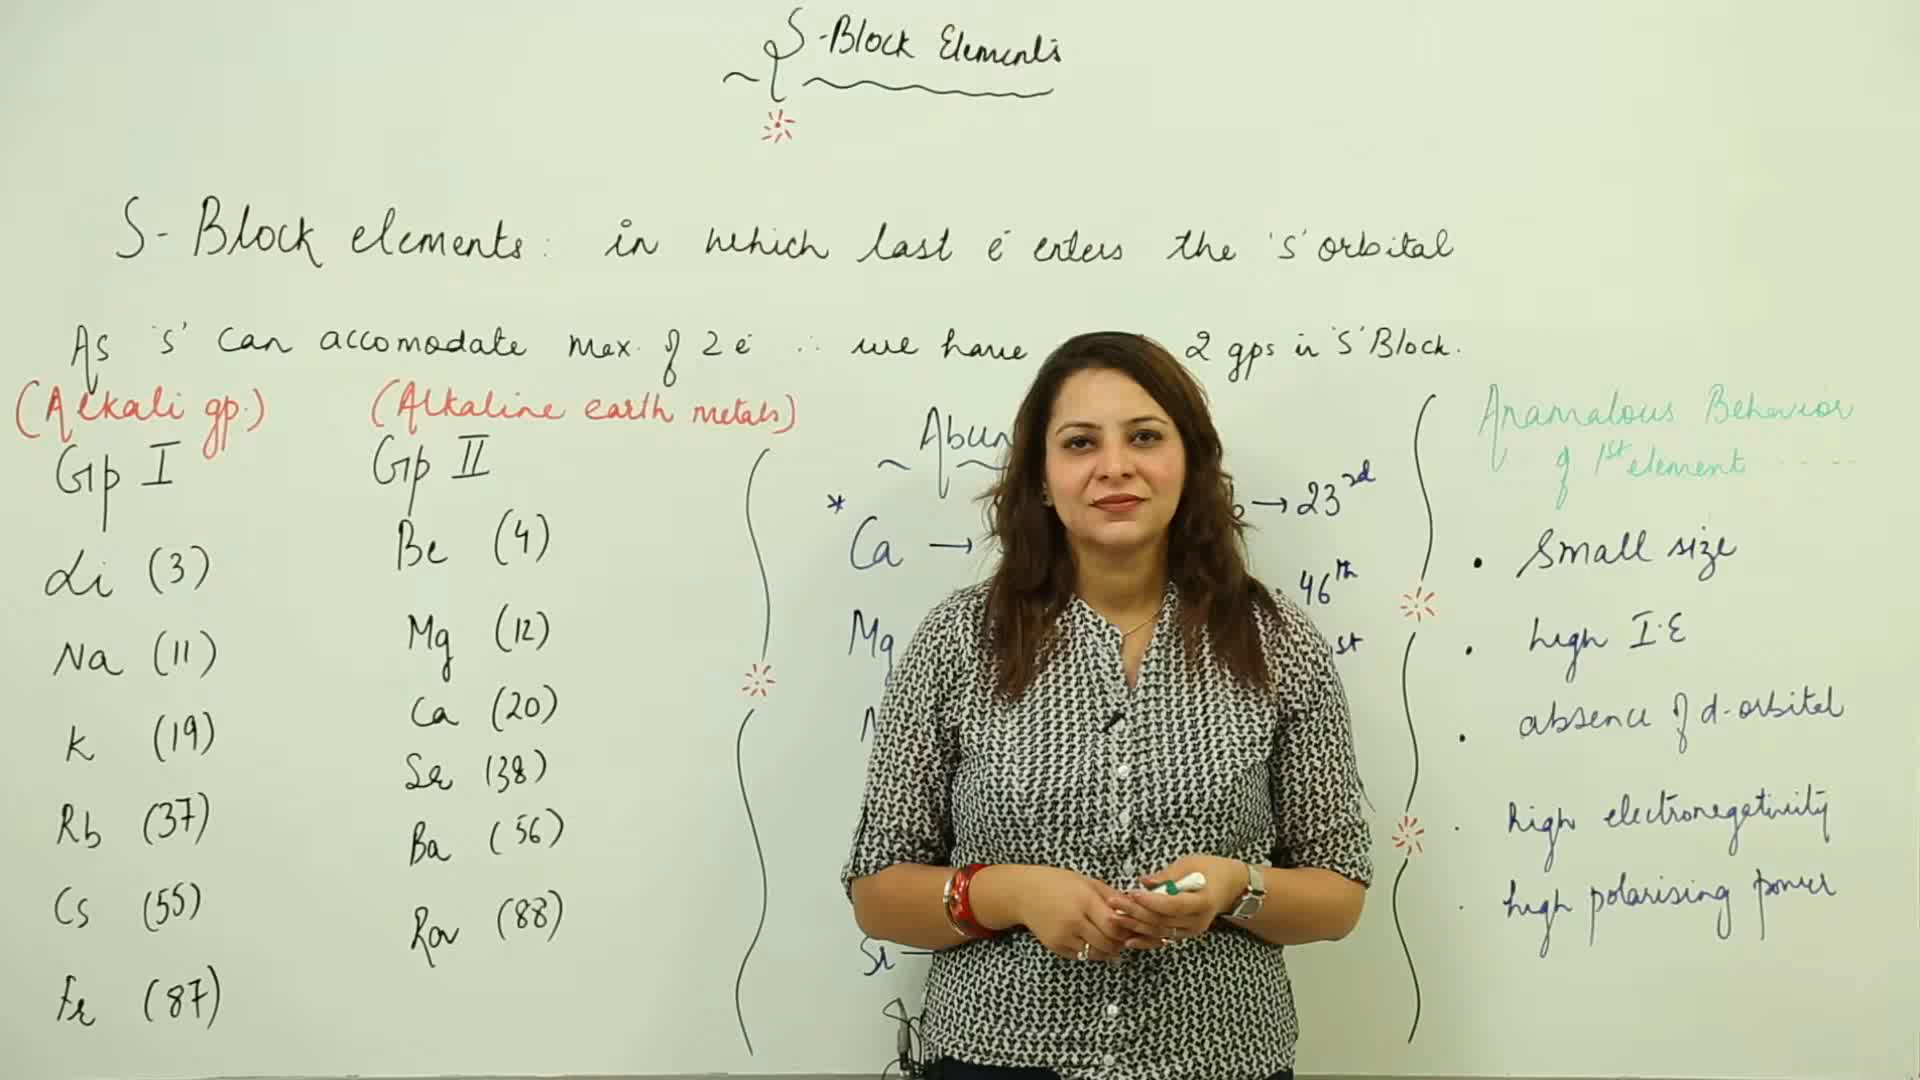 S-Block Elements
S-Block elements: in which last e⁻ enters the 's' orbital
As 's' can accomodate max. of 2 e⁻ ∴ we have 2 gps in 's' Block.
(Alkali gp.)
Gp I
Li (3)
Na (11)
K (19)
Rb (37)
Cs (55)
Fr (87)
(Alkaline earth metals)
Gp II
Be (4)
Mg (12)
Ca (20)
Sr (38)
Ba (56)
Ra (88)
* Ca →
Mg
Sr
→ 23rd
46th
st
Anamalous Behavior
of 1st element .....
• Small size
• high I.E
• absence of d-orbital
• high electronegativity
• high polarising power